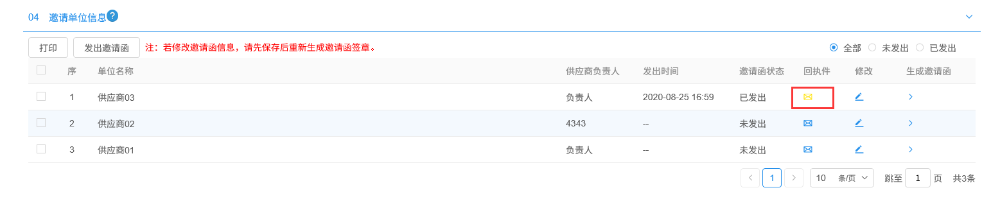 04 邀请单位信息?
打印 发出邀请函 注：若修改邀请函信息，请先保存后重新生成邀请函签章。 全部 未发出 已发出
序 单位名称 供应商负责人 发出时间 邀请函状态 回执件 修改 生成邀请函
1 供应商03 负责人 2020-08-25 16:59 已发出
2 供应商02 4343 -- 未发出
3 供应商01 负责人 -- 未发出
1 10 条/页 跳至 1 页 共3条